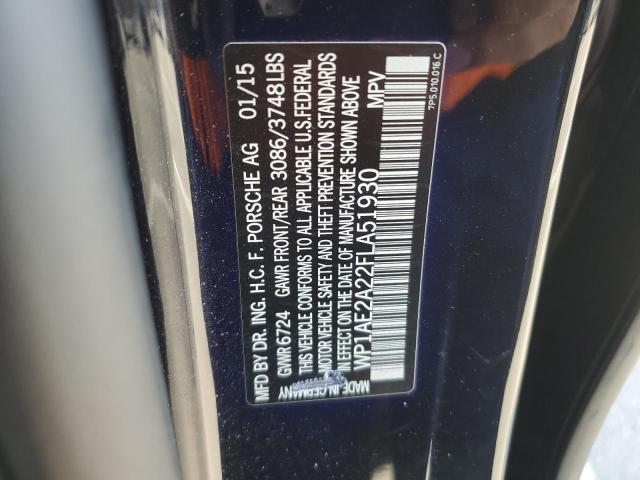 MFD BY DR. ING. H.C. F. PORSCHE AG 01/15
GWR 6724 GAWR FRONT/REAR 3086/3748 LBS
THIS VEHICLE CONFORMS TO ALL APPLICABLE U.S. FEDERAL
MOTOR VEHICLE SAFETY AND THEFT PREVENTION STANDARDS
IN EFFECT ON THE DATE OF MANUFACTURE SHOWN ABOVE
WP1AE2A22FLA51930 MPV
MADE IN GERMANY
7P5.010.016.C